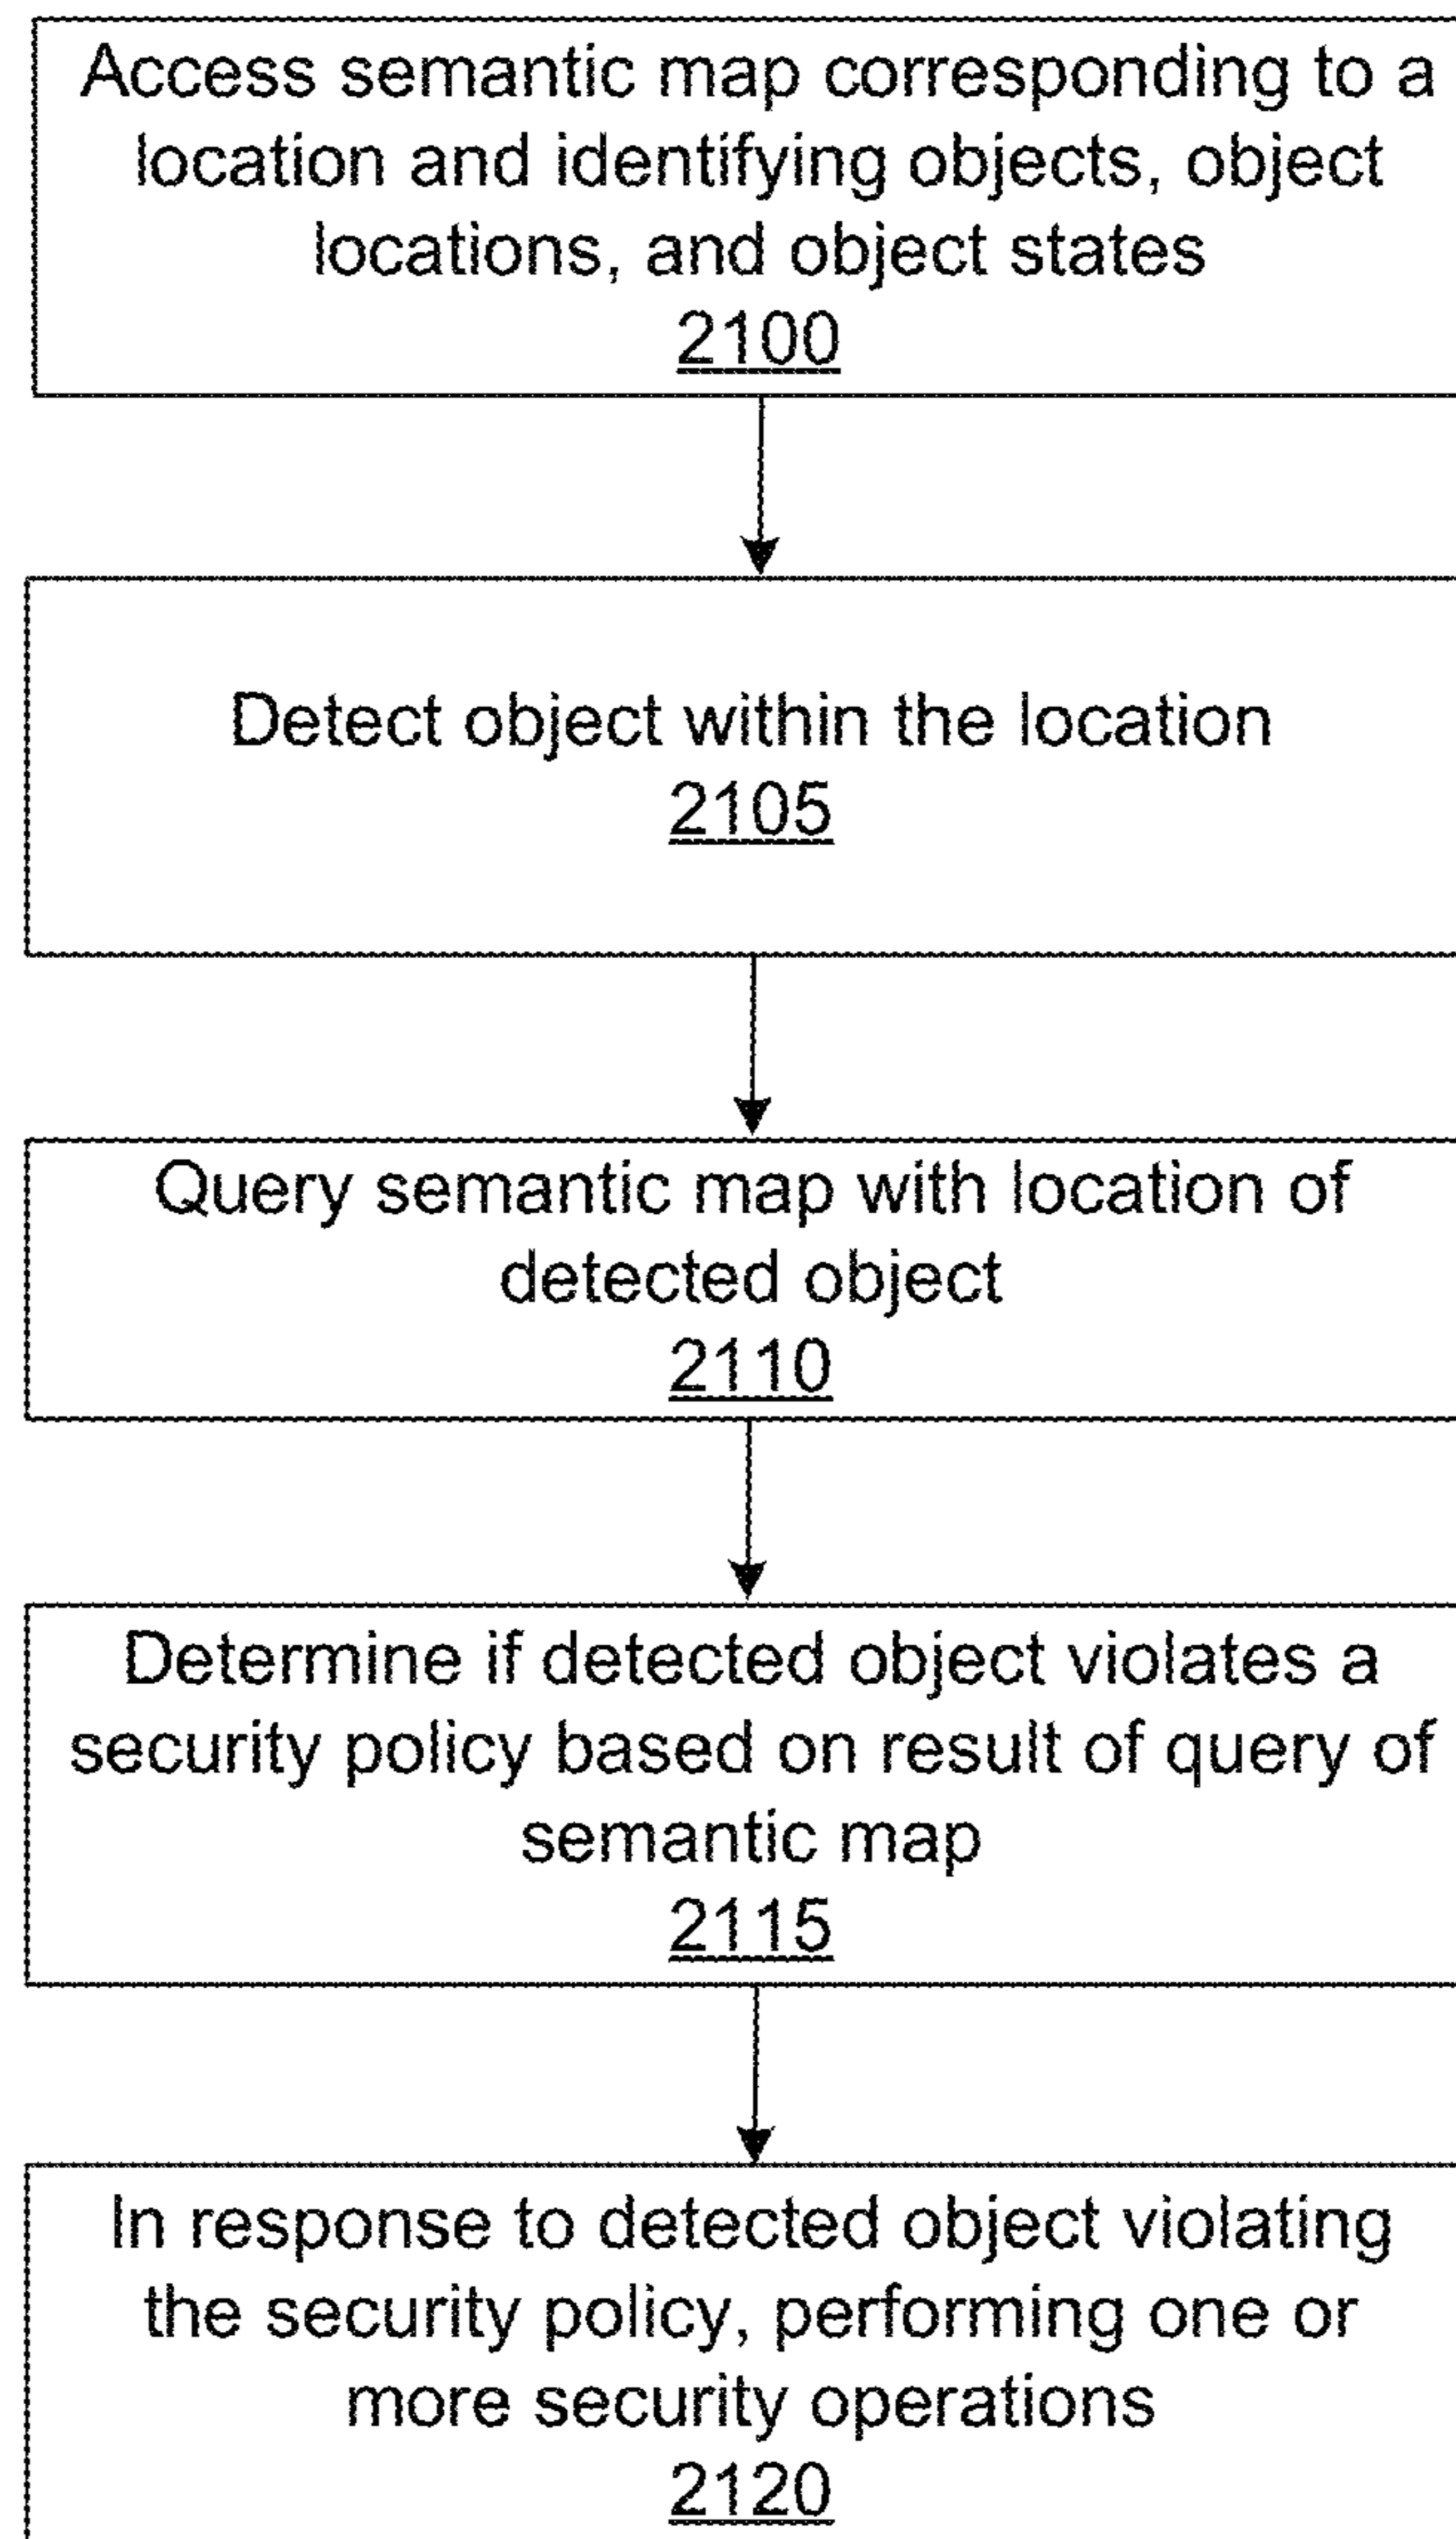 Access semantic map corresponding to a
location and identifying objects, object
locations, and object states
2100
Detect object within the location
2105
Query semantic map with location of
detected object
2110
Determine if detected object violates a
security policy based on result of query of
semantic map
2115
In response to detected object violating
the security policy, performing one or
more security operations
2120